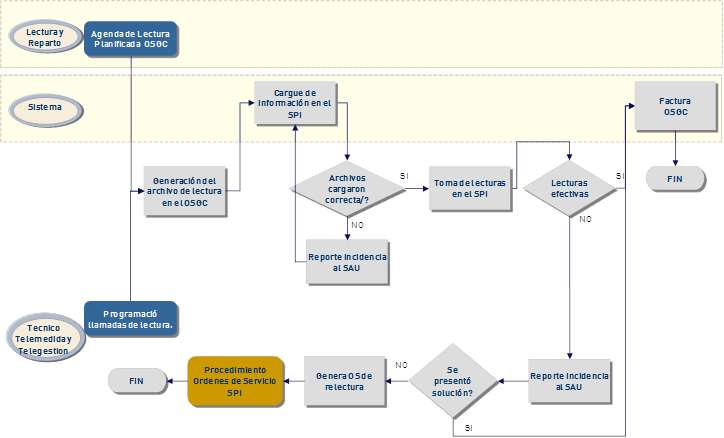 Lectura y
Reparto
Agenda de Lectura
Planificada OSGC
Sistema
Cargue de
Información en el
SPI
Factura
OSGC
Generación del
archivo de lectura
en el OSGC
Archivos
cargaron
correcta/?
SI
Toma de lecturas
en el SPI
Lecturas
efectivas
SI
FIN
NO
NO
Reporte Incidencia
al SAU
Tecnico
Telemedida y
Telegestion
Programació
llamadas de lectura.
FIN
Procedimiento
Ordenes de Servicio
SPI
Genera OS de
relectura
NO
Se
presentó
solución?
Reporte Incidencia
al SAU
SI